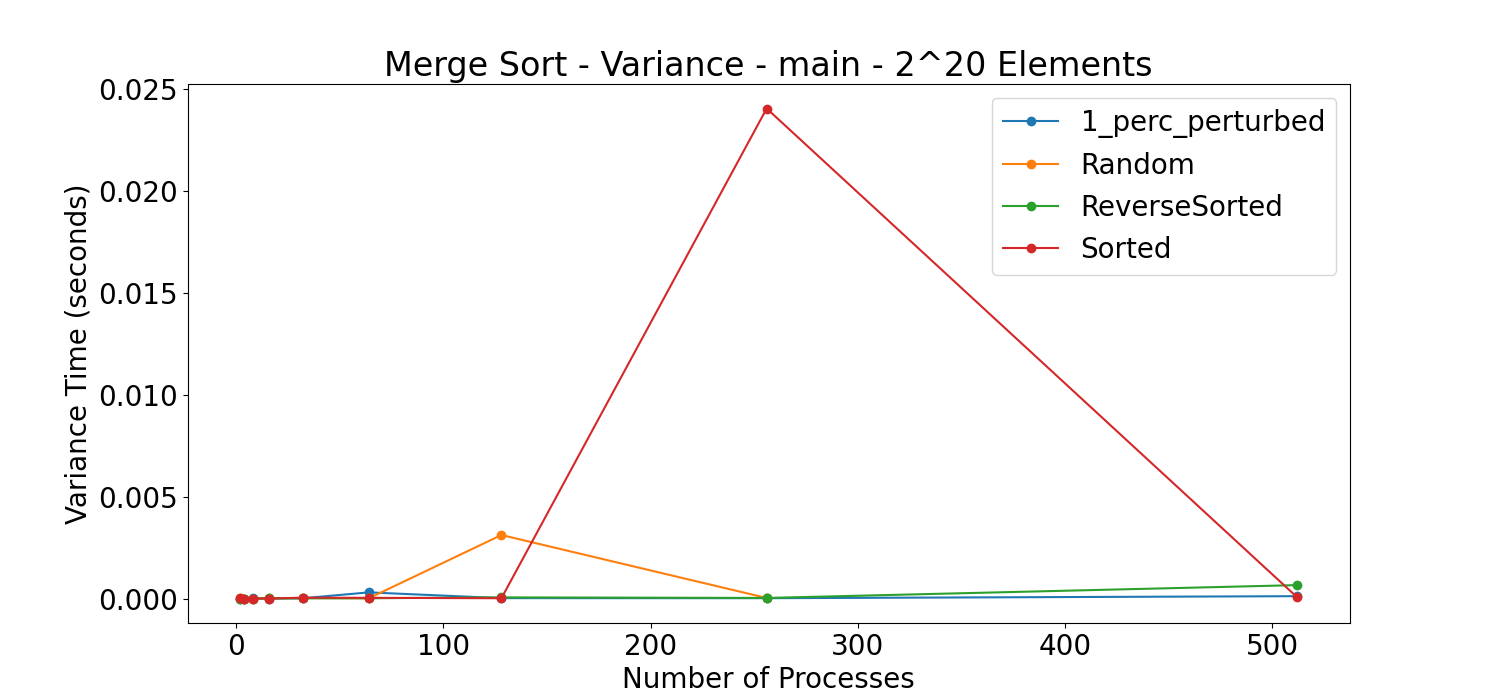 Merge Sort - Variance - main - 2^20 Elements
Variance Time (seconds)
0.025
0.020
0.015
0.010
0.005
0.000
1_perc_perturbed
Random
ReverseSorted
Sorted
0 100 200 300 400 500
Number of Processes